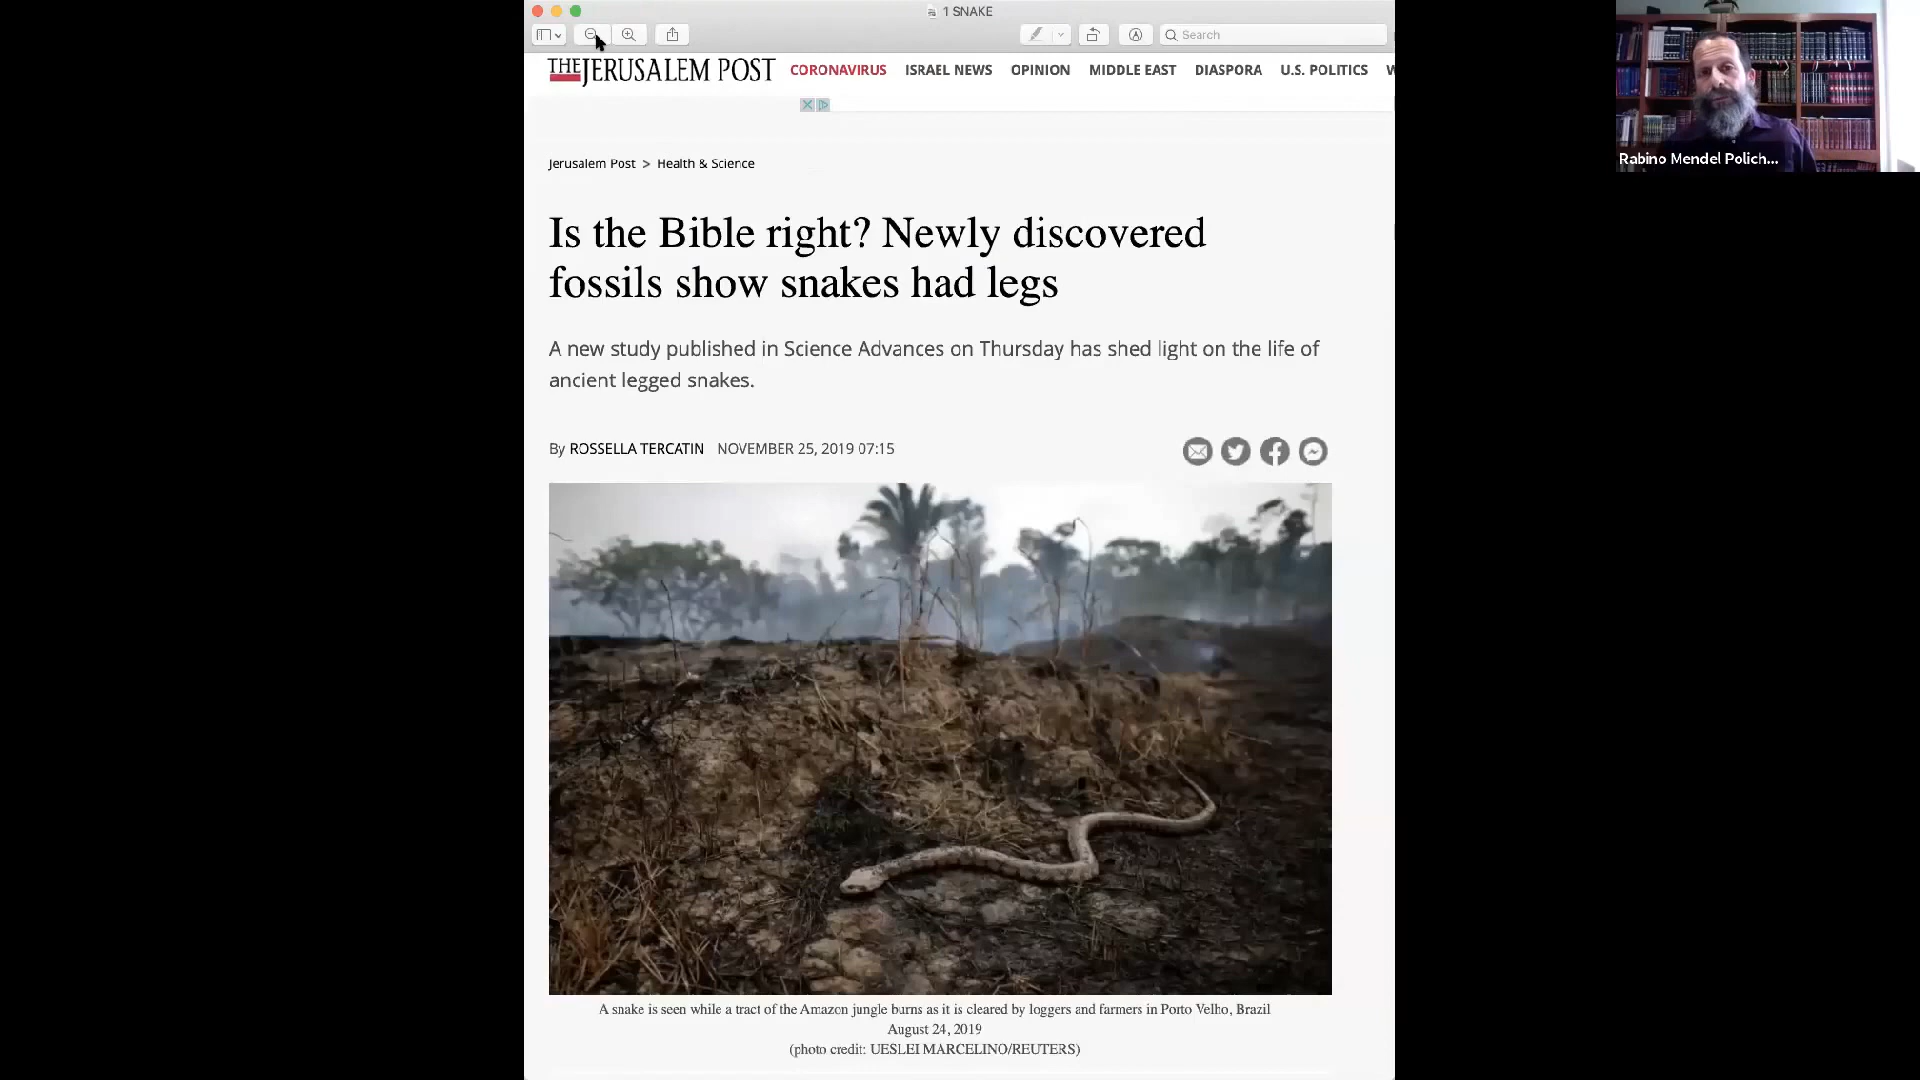 1 SNAKE
Search
THE JERUSALEM POST
CORONAVIRUS ISRAEL NEWS OPINION MIDDLE EAST DIASPORA U.S. POLITICS
Jerusalem Post > Health & Science
Is the Bible right? Newly discovered
fossils show snakes had legs
A new study published in Science Advances on Thursday has shed light on the life of
ancient legged snakes.
By ROSSELLA TERCATIN NOVEMBER 25, 2019 07:15
A snake is seen while a tract of the Amazon jungle burns as it is cleared by loggers and farmers in Porto Velho, Brazil
August 24, 2019
(photo credit: UESLEI MARCELINO/REUTERS)
Rabino Mendel Polich...